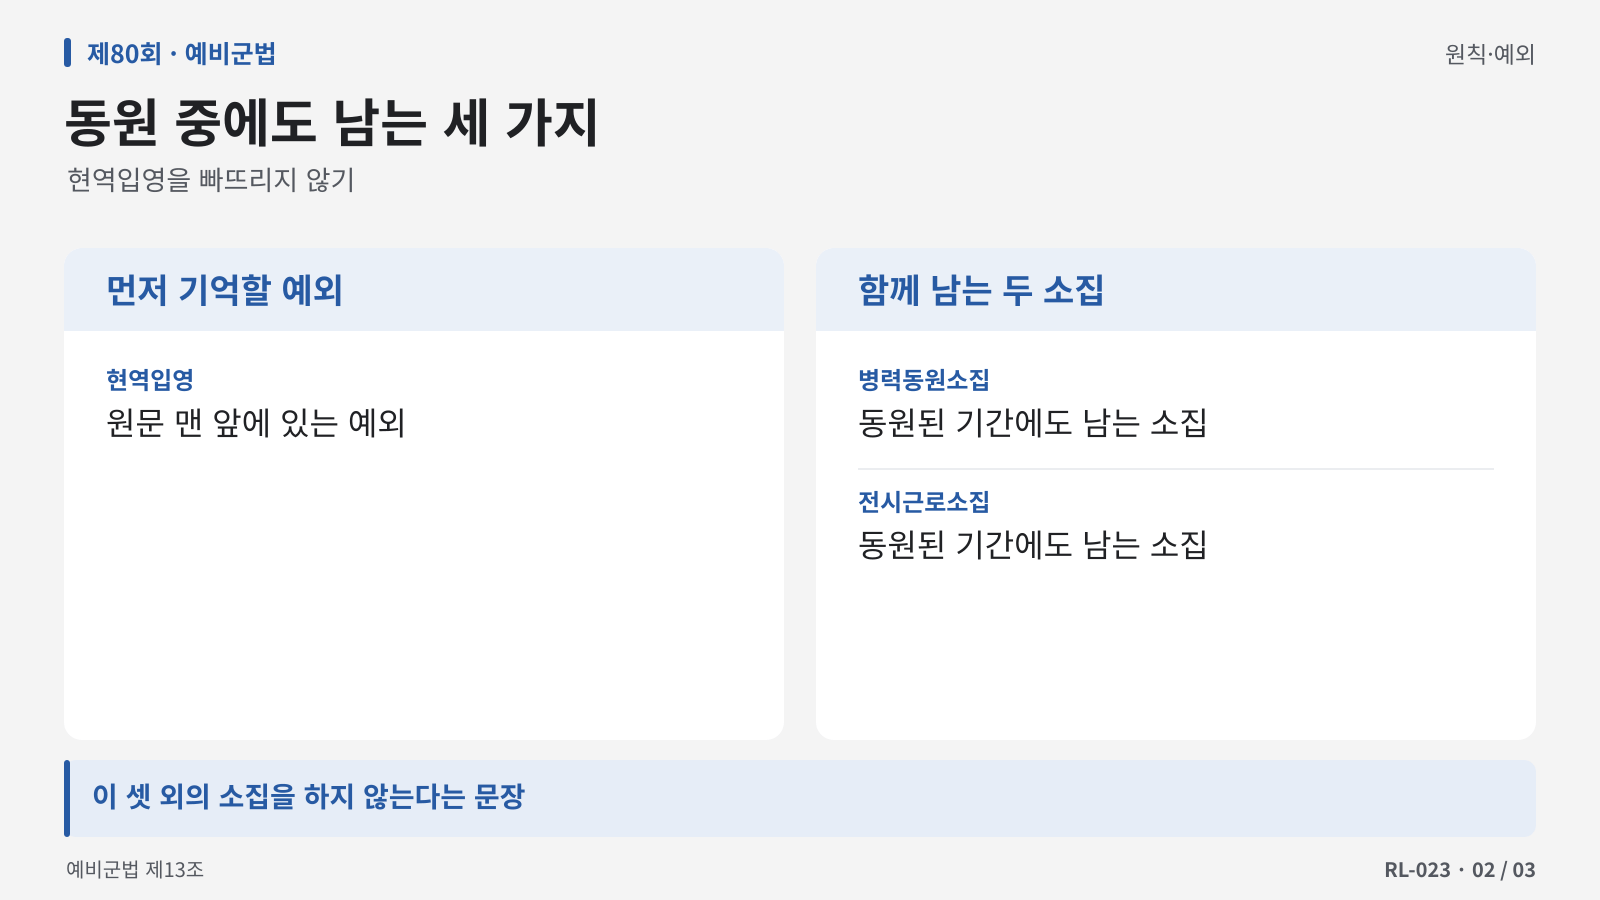 제80회 · 예비군법
원칙·예외
동원 중에도 남는 세 가지
현역입영을 빠뜨리지 않기
먼저 기억할 예외
현역입영
원문 맨 앞에 있는 예외
함께 남는 두 소집
병력동원소집
동원된 기간에도 남는 소집
전시근로소집
동원된 기간에도 남는 소집
이 셋 외의 소집을 하지 않는다는 문장
예비군법 제13조
RL-023 · 02 / 03